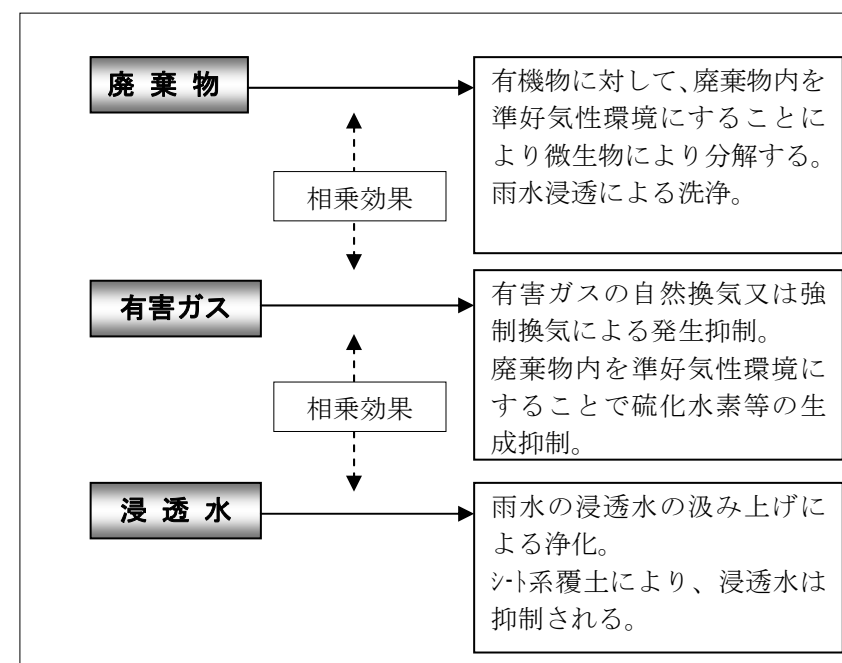 廃 棄 物
有機物に対して、廃棄物内を
準好気性環境にすることに
より微生物により分解する。
雨水浸透による洗浄。
相乗効果
有害ガス
有害ガスの自然換気又は強
制換気による発生抑制。
廃棄物内を準好気性環境に
することで硫化水素等の生
成抑制。
相乗効果
浸 透 水
雨水の浸透水の汲み上げに
よる浄化。
ｼｰﾄ系覆土により、浸透水は
抑制される。